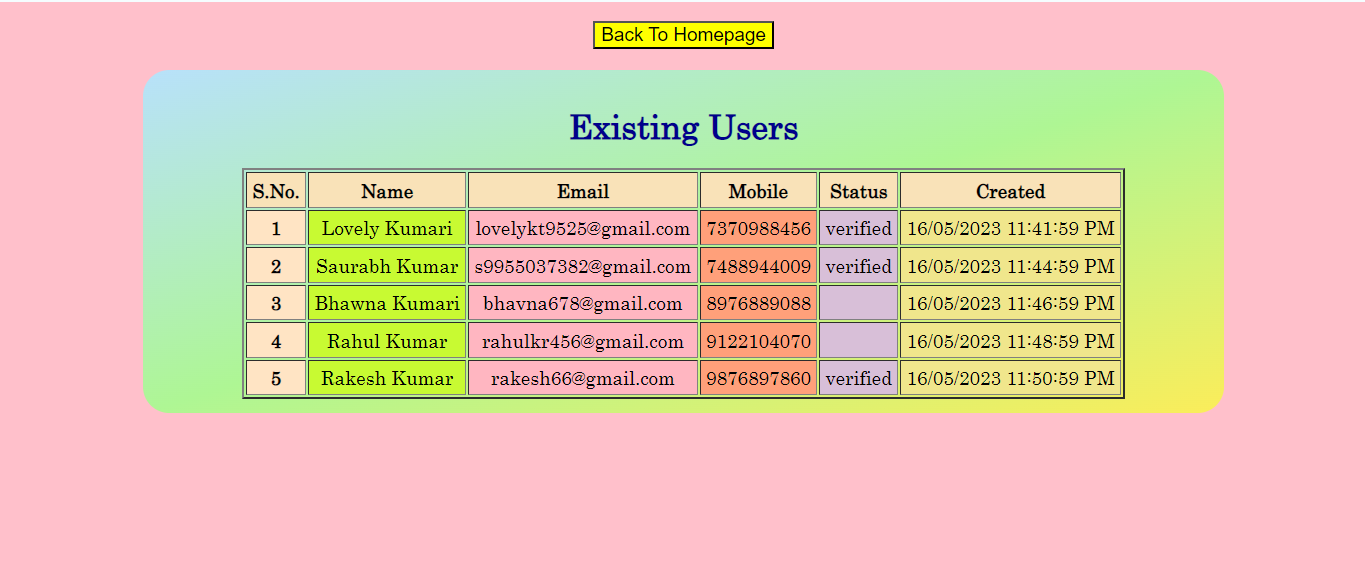 Back To Homepage
Existing Users
S.No. Name Email Mobile Status Created
1 Lovely Kumari lovelykt9525@gmail.com 7370988456 verified 16/05/2023 11:41:59 PM
2 Saurabh Kumar s9955037382@gmail.com 7488944009 verified 16/05/2023 11:44:59 PM
3 Bhawna Kumari bhavna678@gmail.com 8976889088 16/05/2023 11:46:59 PM
4 Rahul Kumar rahulkr456@gmail.com 9122104070 16/05/2023 11:48:59 PM
5 Rakesh Kumar rakesh66@gmail.com 9876897860 verified 16/05/2023 11:50:59 PM